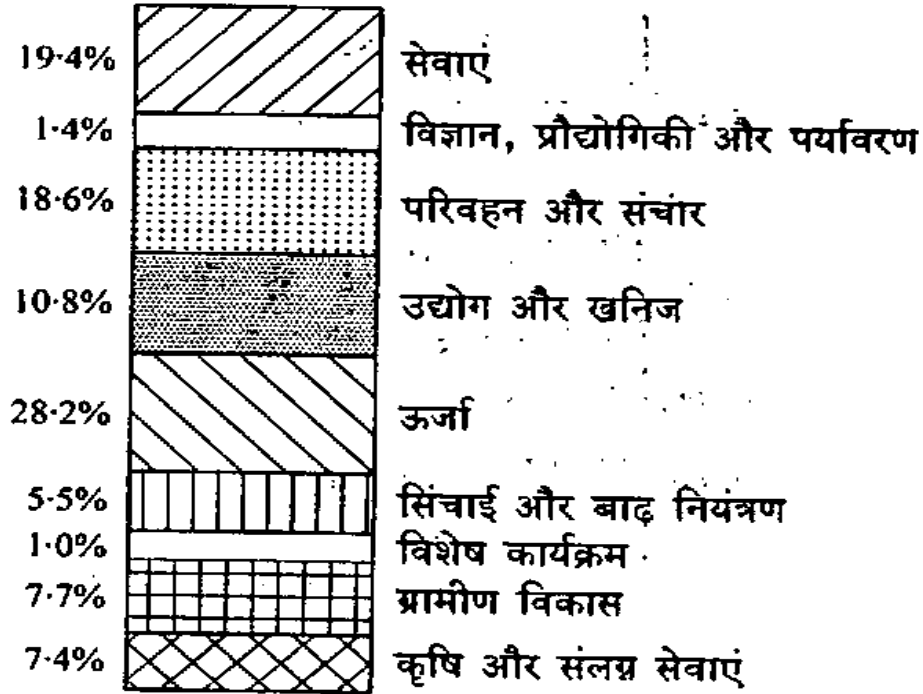 19·4% सेवाएं
1·4% विज्ञान, प्रौद्योगिकी और पर्यावरण
18·6% परिवहन और संचार
10·8% उद्योग और खनिज
28·2% ऊर्जा
5·5% सिंचाई और बाढ़ नियंत्रण
1·0% विशेष कार्यक्रम
7·7% ग्रामीण विकास
7·4% कृषि और संलग्न सेवाएं